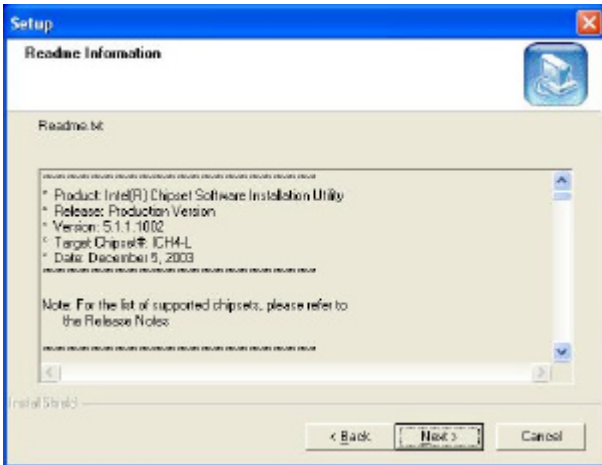 Setup
Readme Information
Readme.txt
************************************************************
* Product: Intel(R) Chipset Software Installation Utility
* Release: Production Version
* Version: 5.1.1.1002
* Target Chipset#: ICH4-L
* Date: December 5, 2003
************************************************************
Note: For the list of supported chipsets, please refer to
the Release Notes
************************************************************
InstallShield
< Back
Next >
Cancel